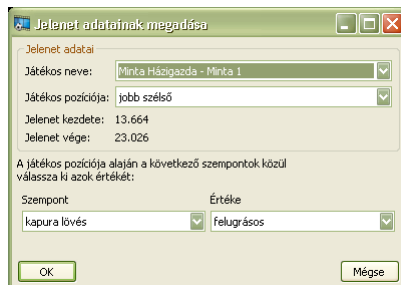 Jelenet adatainak megadása
Jelenet adatai
Játékos neve: Minta Házigazda - Minta 1
Játékos pozíciója: jobb szélső
Jelenet kezdete: 13.664
Jelenet vége: 23.026
A játékos pozíciója alaján a következő szempontok közül
válassza ki azok értékét:
Szempont Értéke
kapura lövés felugrásos
OK Mégse